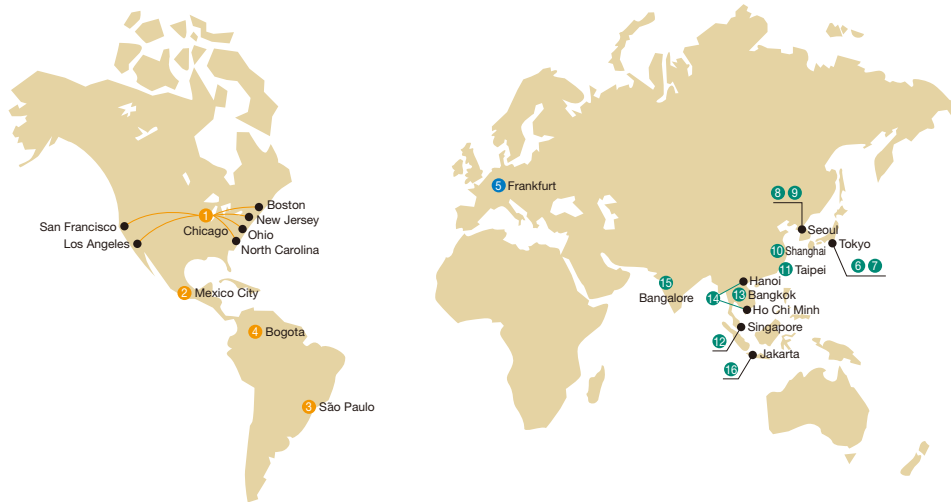 1
Boston
New Jersey
San Francisco
Chicago
Ohio
Los Angeles
North Carolina
2 Mexico City
4 Bogota
3 São Paulo
5 Frankfurt
8 9
Seoul
10 Shanghai
Tokyo
6 7
11 Taipei
15
Bangalore
Hanoi
14
13 Bangkok
Ho Chi Minh
Singapore
12
Jakarta
16